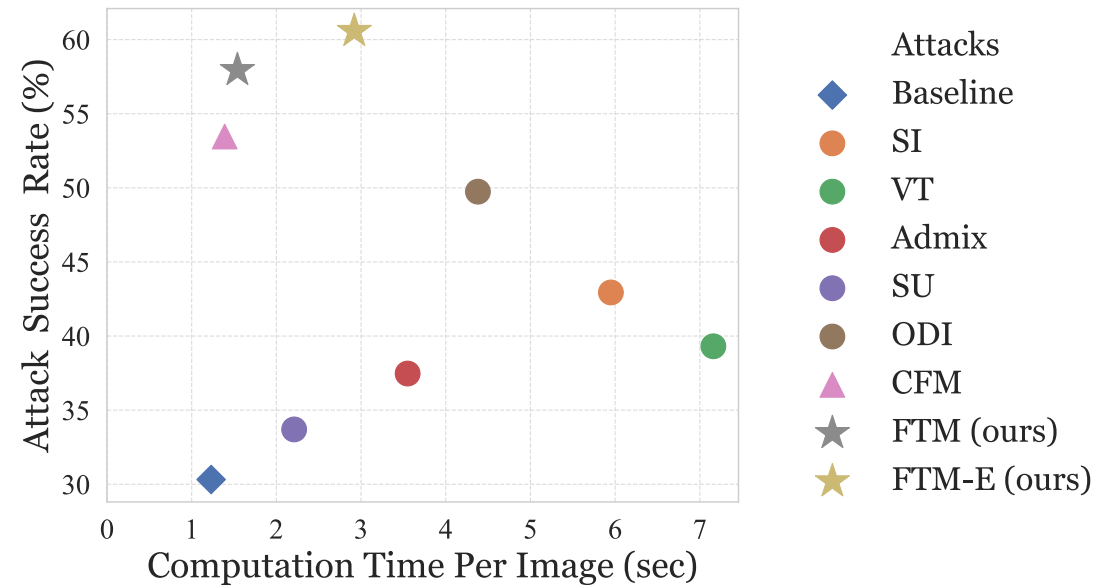 Attack Success Rate (%)
60
55
50
45
40
35
30
0 1 2 3 4 5 6 7
Computation Time Per Image (sec)
Attacks
Baseline
SI
VT
Admix
SU
ODI
CFM
FTM (ours)
FTM-E (ours)